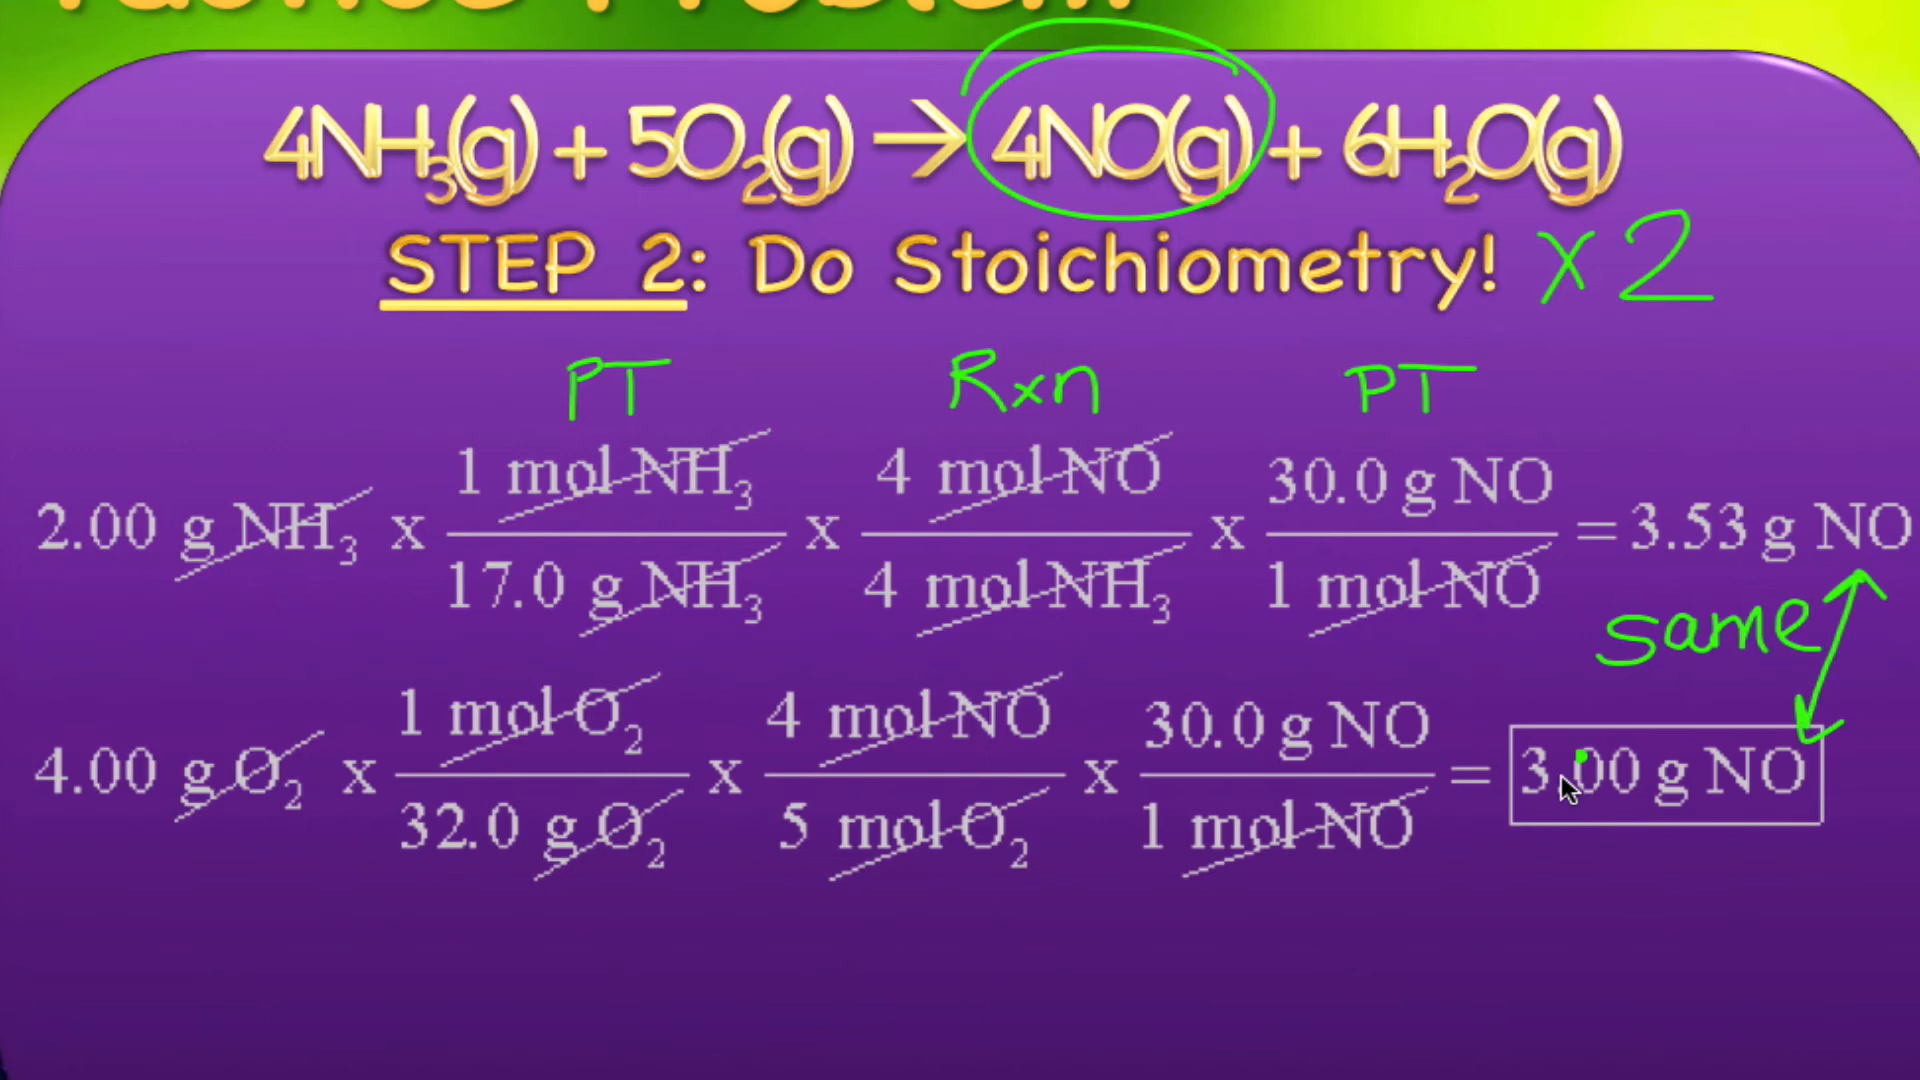 Problem
4NH₃(g) + 5O₂(g) → 4NO(g) + 6H₂O(g)
STEP 2: Do Stoichiometry! x 2
PT Rxn PT
2.00 g NH₃ x 1 mol NH₃ / 17.0 g NH₃ x 4 mol NO / 4 mol NH₃ x 30.0 g NO / 1 mol NO = 3.53 g NO
same
4.00 g O₂ x 1 mol O₂ / 32.0 g O₂ x 4 mol NO / 5 mol O₂ x 30.0 g NO / 1 mol NO = 3.00 g NO